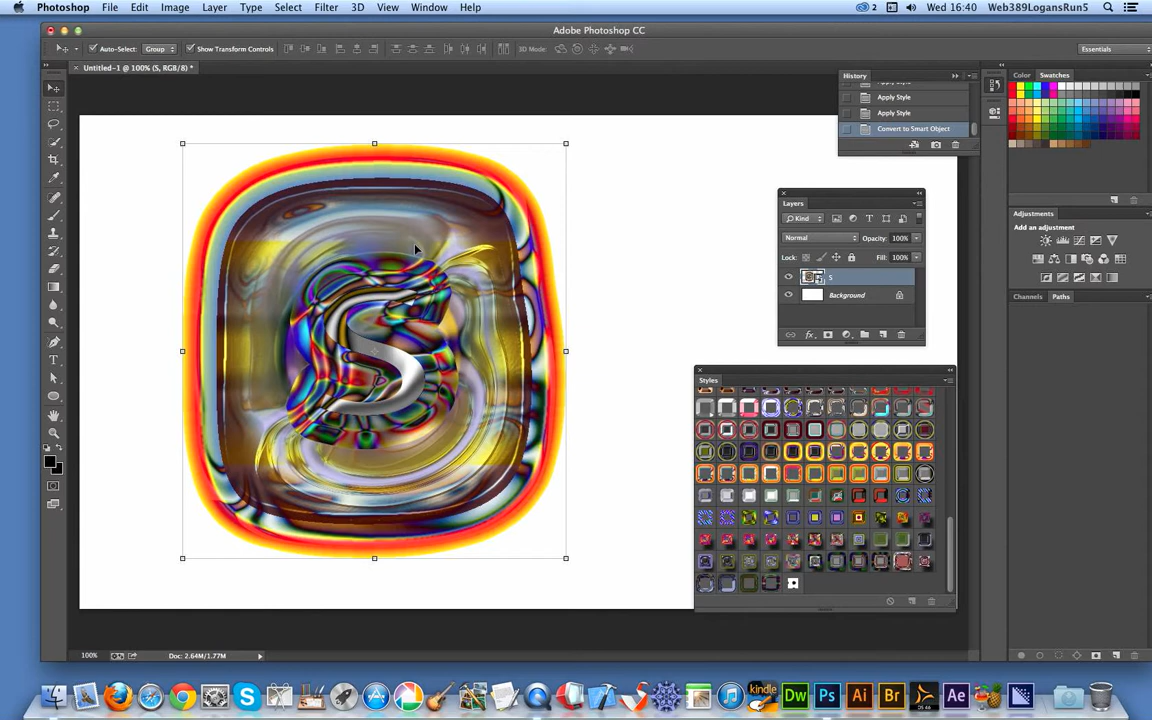 Photoshop File Edit Image Layer Type Select Filter 3D View Window Help 2 Wed 16:40 Web389LogansRun5
Adobe Photoshop CC
Auto-Select: Group Show Transform Controls 3D Mode: Essentials
Untitled-1 @ 100% (S, RGB/8) *
History
Apply Style
Apply Style
Convert to Smart Object
Color Swatches
Layers
Kind
Normal Opacity: 100%
Lock: Fill: 100%
S
Background
Adjustments
Add an adjustment
Channels Paths
Styles
S
100% Doc: 2.64M/1.77M
kindle Dw Ps Ai Br Ae